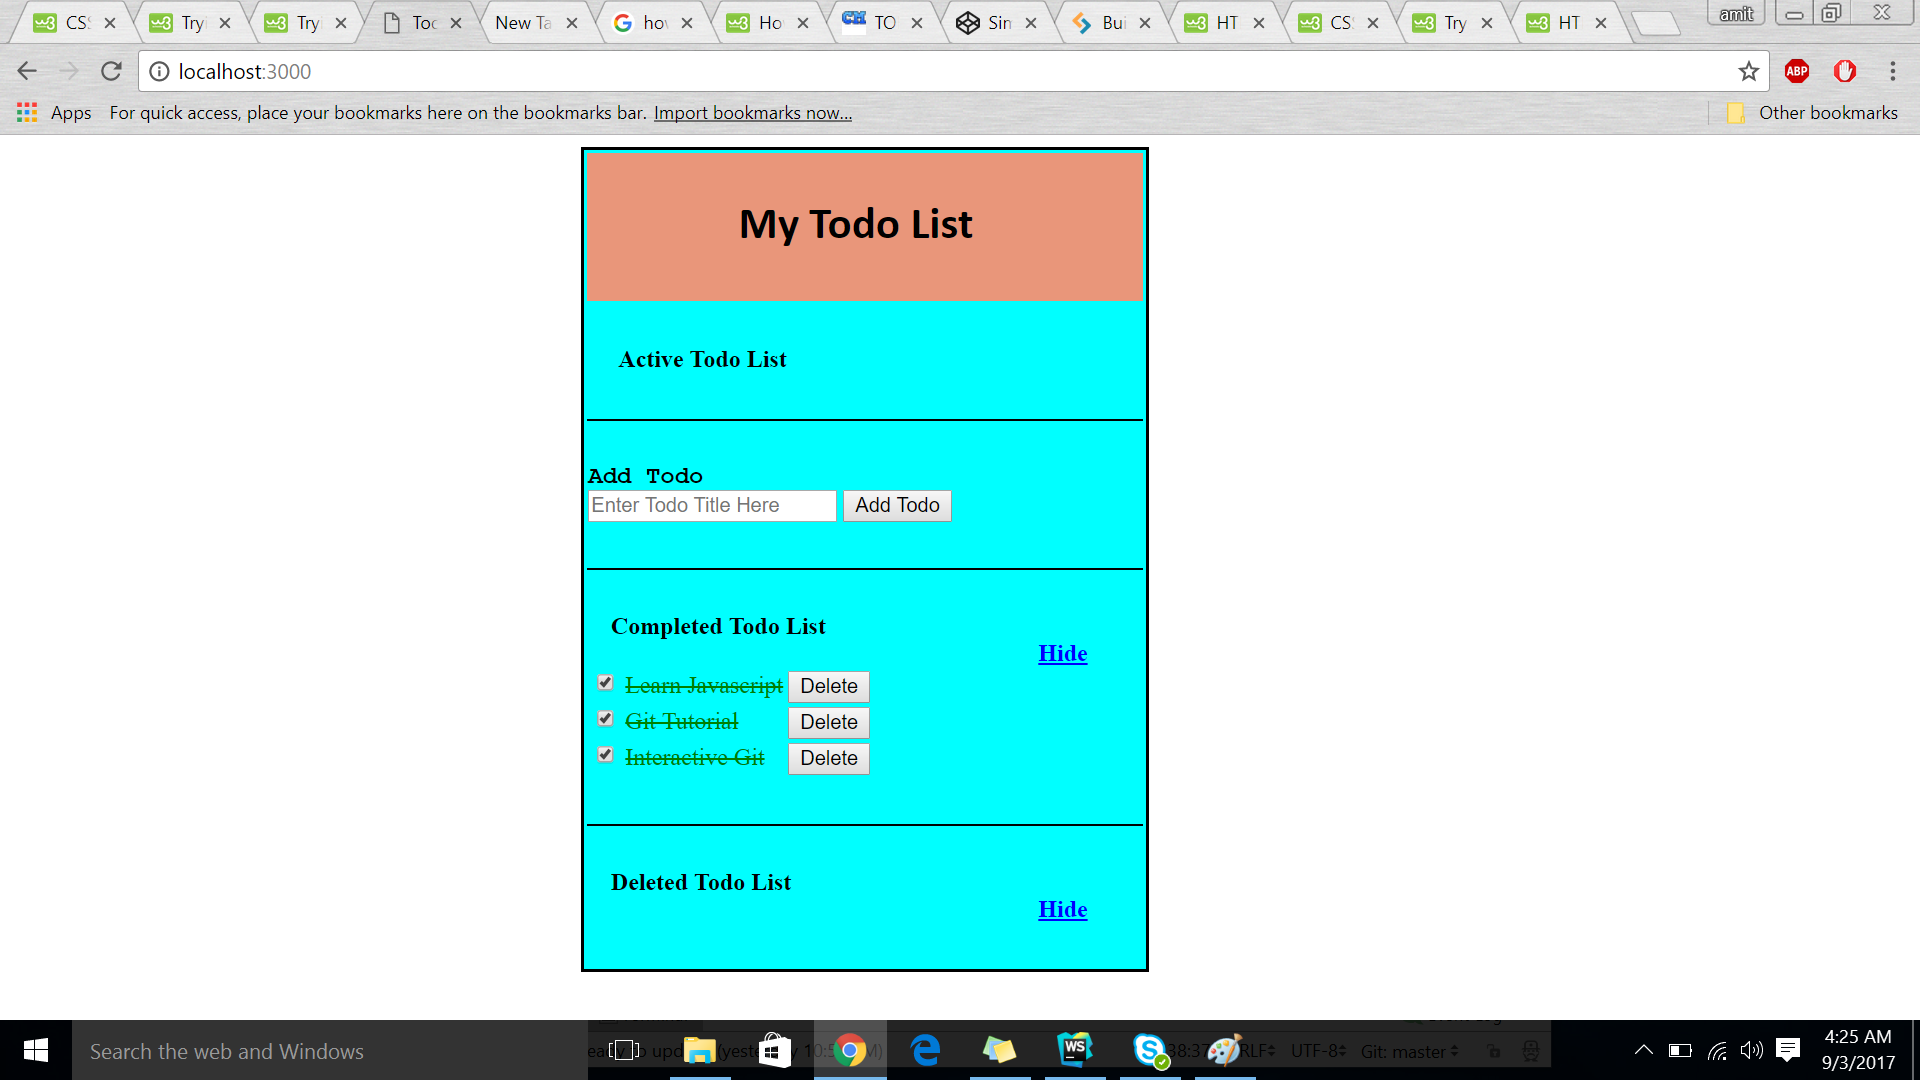 CS Try Try Too New Ta hov Ho TO Sin Bui HT CS Try HT amit
localhost:3000 ABP
Apps For quick access, place your bookmarks here on the bookmarks bar. Import bookmarks now... Other bookmarks
My Todo List
Active Todo List
Add Todo
Enter Todo Title Here Add Todo
Completed Todo List
Hide
Learn Javascript Delete
Git Tutorial Delete
Interactive Git Delete
Deleted Todo List
Hide
Search the web and Windows WS UTF-8 Git: master
4:25 AM
9/3/2017